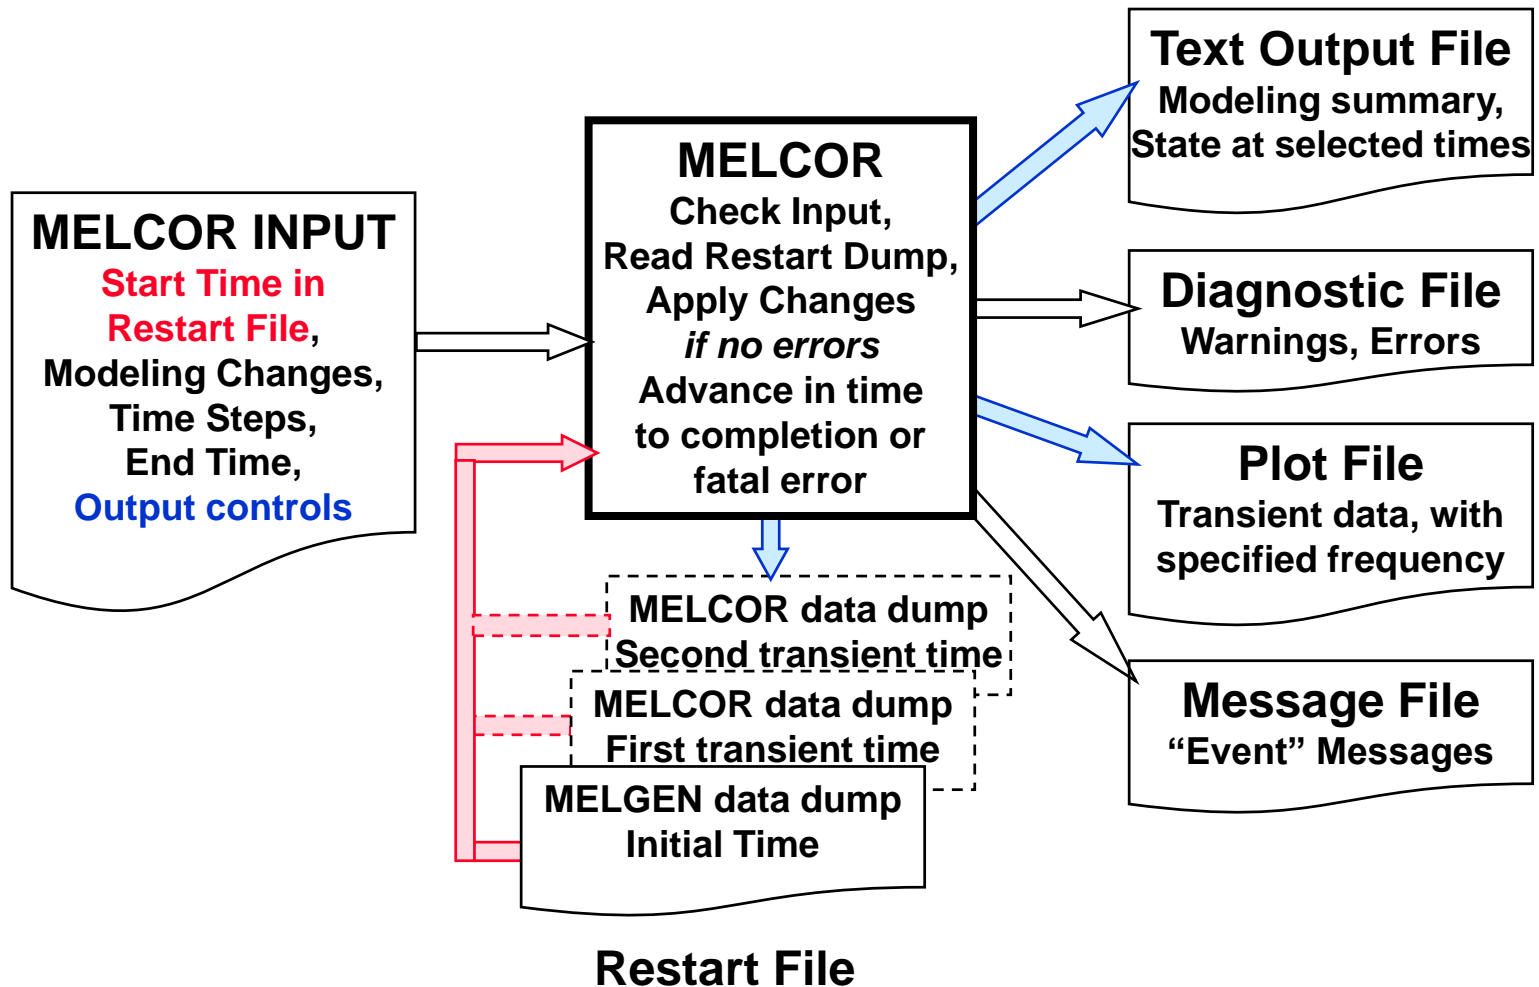 MELCOR INPUT
Start Time in
Restart File,
Modeling Changes,
Time Steps,
End Time,
Output controls
MELCOR
Check Input,
Read Restart Dump,
Apply Changes
if no errors
Advance in time
to completion or
fatal error
MELCOR data dump
Second transient time
MELCOR data dump
First transient time
MELGEN data dump
Initial Time
Restart File
Text Output File
Modeling summary,
State at selected times
Diagnostic File
Warnings, Errors
Plot File
Transient data, with
specified frequency
Message File
“Event” Messages